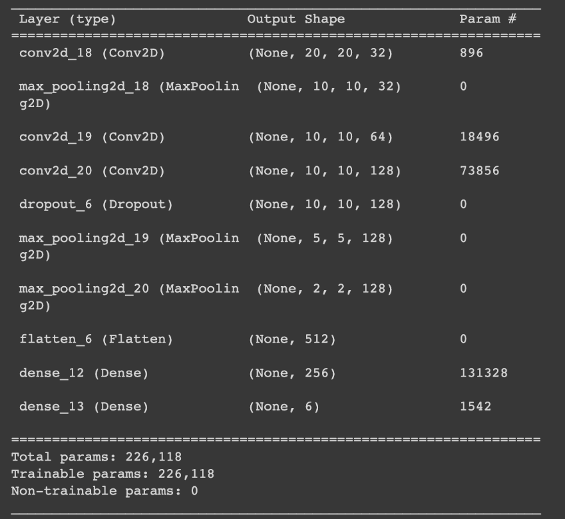 Layer (type) Output Shape Param #
=================================================================
conv2d_18 (Conv2D) (None, 20, 20, 32) 896
max_pooling2d_18 (MaxPoolin (None, 10, 10, 32) 0
g2D)
conv2d_19 (Conv2D) (None, 10, 10, 64) 18496
conv2d_20 (Conv2D) (None, 10, 10, 128) 73856
dropout_6 (Dropout) (None, 10, 10, 128) 0
max_pooling2d_19 (MaxPoolin (None, 5, 5, 128) 0
g2D)
max_pooling2d_20 (MaxPoolin (None, 2, 2, 128) 0
g2D)
flatten_6 (Flatten) (None, 512) 0
dense_12 (Dense) (None, 256) 131328
dense_13 (Dense) (None, 6) 1542
=================================================================
Total params: 226,118
Trainable params: 226,118
Non-trainable params: 0